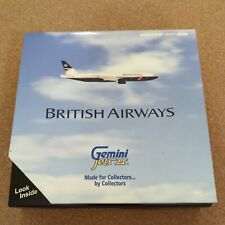 BRITISH AIRWAYS
Gemini
Jets
Made for Collectors...
by Collectors
Look
Inside